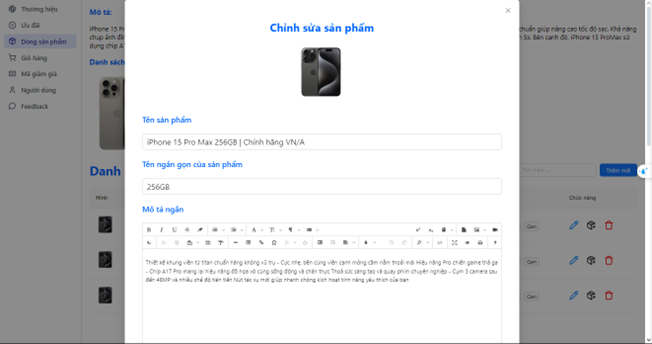 Thương hiệu
Ưu đãi
Dòng sản phẩm
Giỏ hàng
Mã giảm giá
Người dùng
Feedback
Mô tả:
iPhone 15 Pr
chụp ảnh đỉn
dụng chip A1
chuẩn giúp nâng cao tốc độ sạc. Khả năng
5x. Bên cạnh đó, iPhone 15 ProMax sử
Danh sách
Danh
Thêm mới
Hình
Chức năng
Cam
Cam
Cam
Chỉnh sửa sản phẩm
Tên sản phẩm
iPhone 15 Pro Max 256GB | Chính hãng VN/A
Tên ngắn gọn của sản phẩm
256GB
Mô tả ngắn
Thiết kế khung viền từ titan chuẩn hàng không vũ trụ - Cực nhẹ, bền cùng viền cạnh mỏng cầm nắm thoải mái Hiệu năng Pro chiến game thả ga
- Chip A17 Pro mang lại hiệu năng đồ họa vô cùng sống động và chân thực Thoả sức sáng tạo và quay phim chuyên nghiệp - Cụm 3 camera sau
đến 48MP và nhiều chế độ tiên tiến Nút tác vụ mới giúp nhanh chóng kích hoạt tính năng yêu thích của bạn